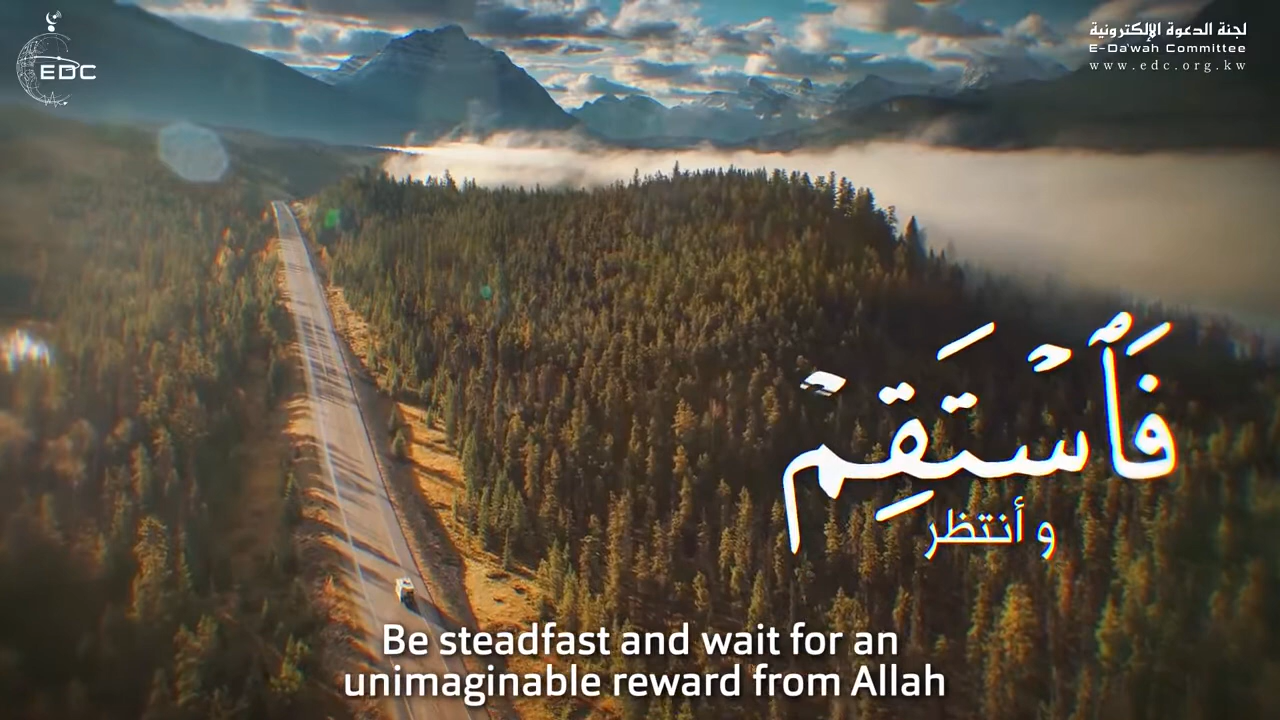 EDC
لجنة الدعوة الإلكترونية
E-Da'wah Committee
www.edc.org.kw
فَٱسْتَقِمْ
و أنتظر
Be steadfast and wait for an
unimaginable reward from Allah